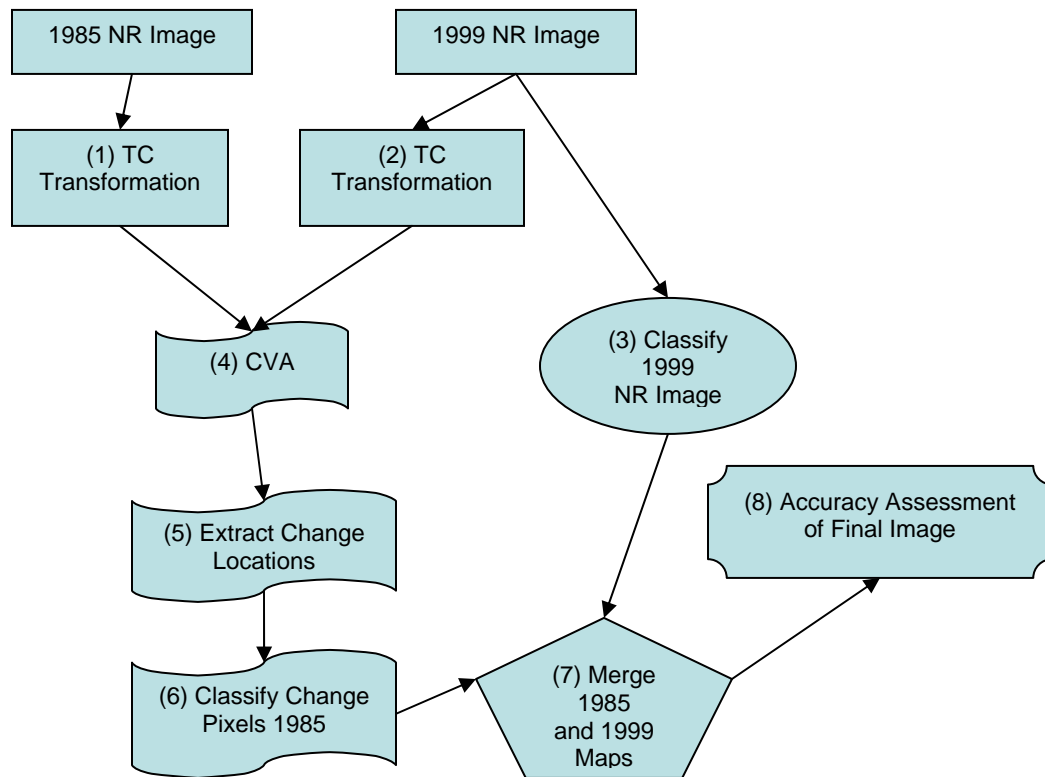 1985 NR Image
1999 NR Image
(1) TC
Transformation
(2) TC
Transformation
(3) Classify
1999
NR Image
(4) CVA
(5) Extract Change
Locations
(6) Classify Change
Pixels 1985
(7) Merge
1985
and 1999
Maps
(8) Accuracy Assessment
of Final Image